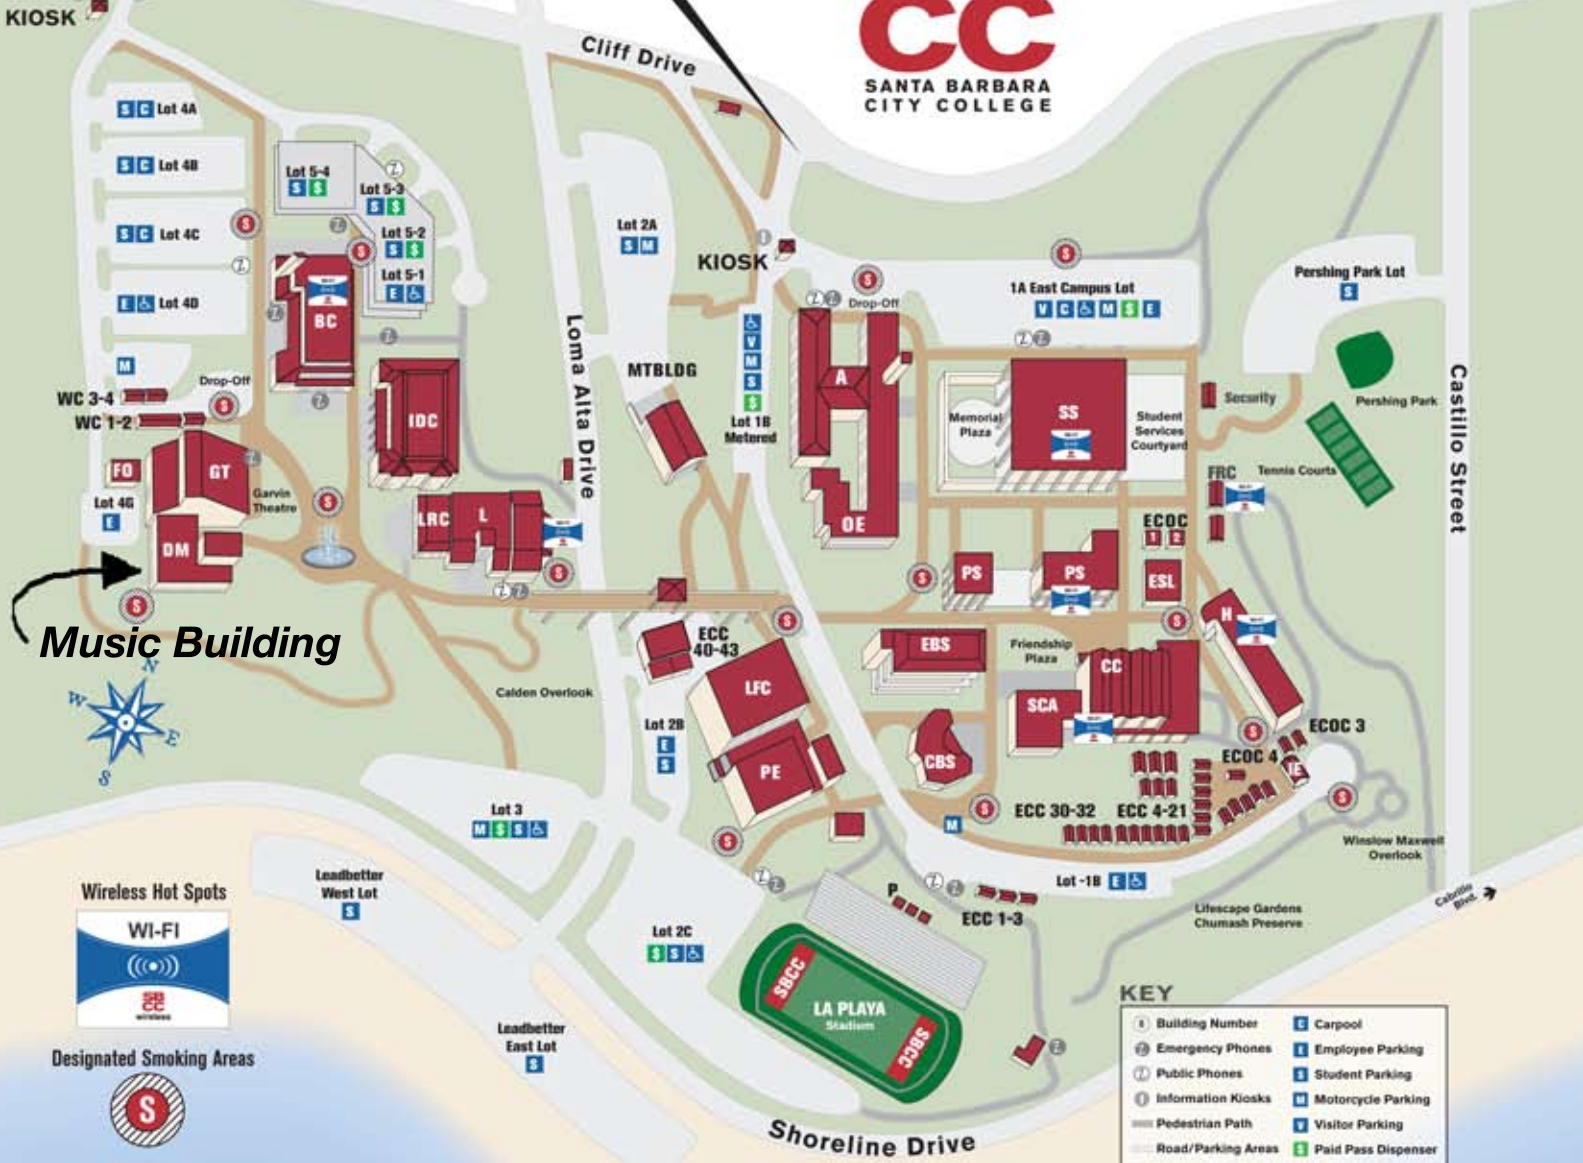 KIOSK
Cliff Drive
CC
SANTA BARBARA
CITY COLLEGE
S C Lot 4A
S C Lot 4B
S C Lot 4C
E Lot 4D
M
Lot 5-4
S $
Lot 5-3
S $
Lot 5-2
S $
Lot 5-1
E
Lot 2A
S M
KIOSK
Drop-Off
1A East Campus Lot
V C M $ E
Pershing Park Lot
S
BC
WC 3-4
WC 1-2
Drop-Off
IDC
Loma Alta Drive
MTBLDG
V
M
S
$
Lot 1B
Metered
A
Memorial
Plaza
SS
Student
Services
Courtyard
Security
Pershing Park
Castillo Street
FO
GT
Garvin
Theatre
Lot 4G
E
DM
LRC
L
OE
FRC
Tennis Courts
ECOC
1 2
PS
PS
ESL
H
Music Building
N
W
E
S
Calden Overlook
ECC
40-43
LFC
EBS
Friendship
Plaza
CC
SCA
Lot 2B
E
S
PE
CBS
ECOC 3
ECOC 4
IE
ECC 30-32
ECC 4-21
M
Lot 3
M $ S
Winslow Maxwell
Overlook
Leadbetter
West Lot
S
Lot -1B E
P
ECC 1-3
Cabrillo
Blvd.
Lifescape Gardens
Chumash Preserve
Wireless Hot Spots
WI-FI
SB
CC
wireless
Designated Smoking Areas
S
Lot 2C
$ S
SBCC
LA PLAYA
Stadium
SBCC
Leadbetter
East Lot
S
Shoreline Drive
KEY
Building Number
Emergency Phones
Public Phones
Information Kiosks
Pedestrian Path
Road/Parking Areas
C Carpool
E Employee Parking
S Student Parking
M Motorcycle Parking
V Visitor Parking
$ Paid Pass Dispenser